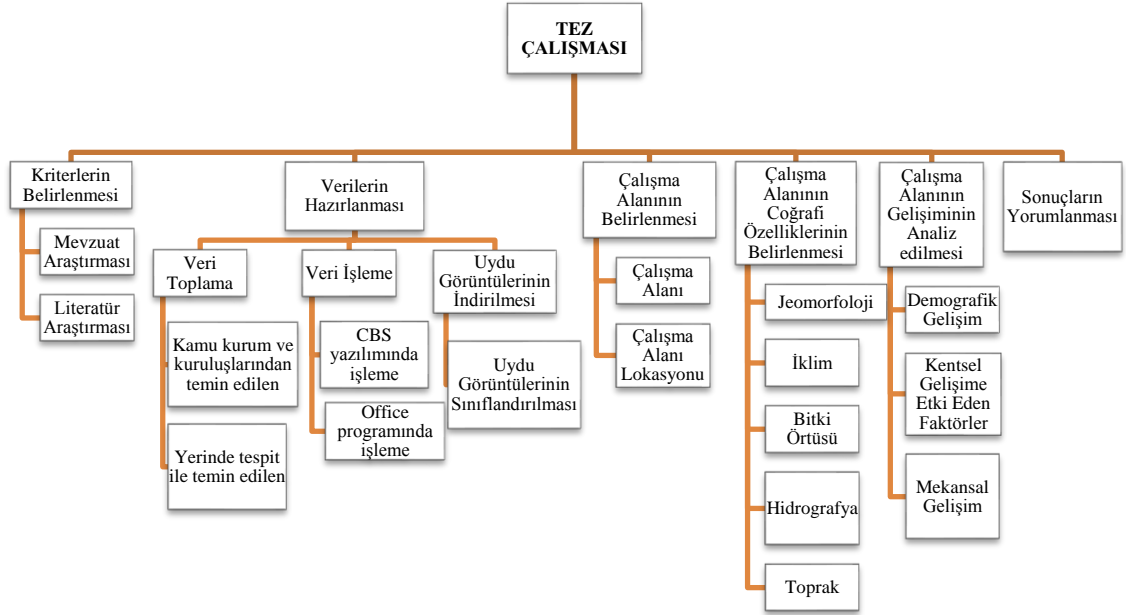 TEZ
ÇALIŞMASI
Kriterlerin
Belirlenmesi
Mevzuat
Araştırması
Literatür
Araştırması
Verilerin
Hazırlanması
Veri
Toplama
Kamu kurum ve
kuruluşlarından
temin edilen
Yerinde tespit
ile temin edilen
Veri İşleme
CBS
yazılımında
işleme
Office
programında
işleme
Uydu
Görüntülerinin
İndirilmesi
Uydu
Görüntülerinin
Sınıflandırılması
Çalışma
Alanının
Belirlenmesi
Çalışma
Alanı
Çalışma
Alanı
Lokasyonu
Çalışma
Alanının
Coğrafi
Özelliklerinin
Belirlenmesi
Jeomorfoloji
İklim
Bitki
Örtüsü
Hidrografya
Toprak
Çalışma
Alanının
Gelişiminin
Analiz
edilmesi
Demografik
Gelişim
Kentsel
Gelişime
Etki Eden
Faktörler
Mekansal
Gelişim
Sonuçların
Yorumlanması